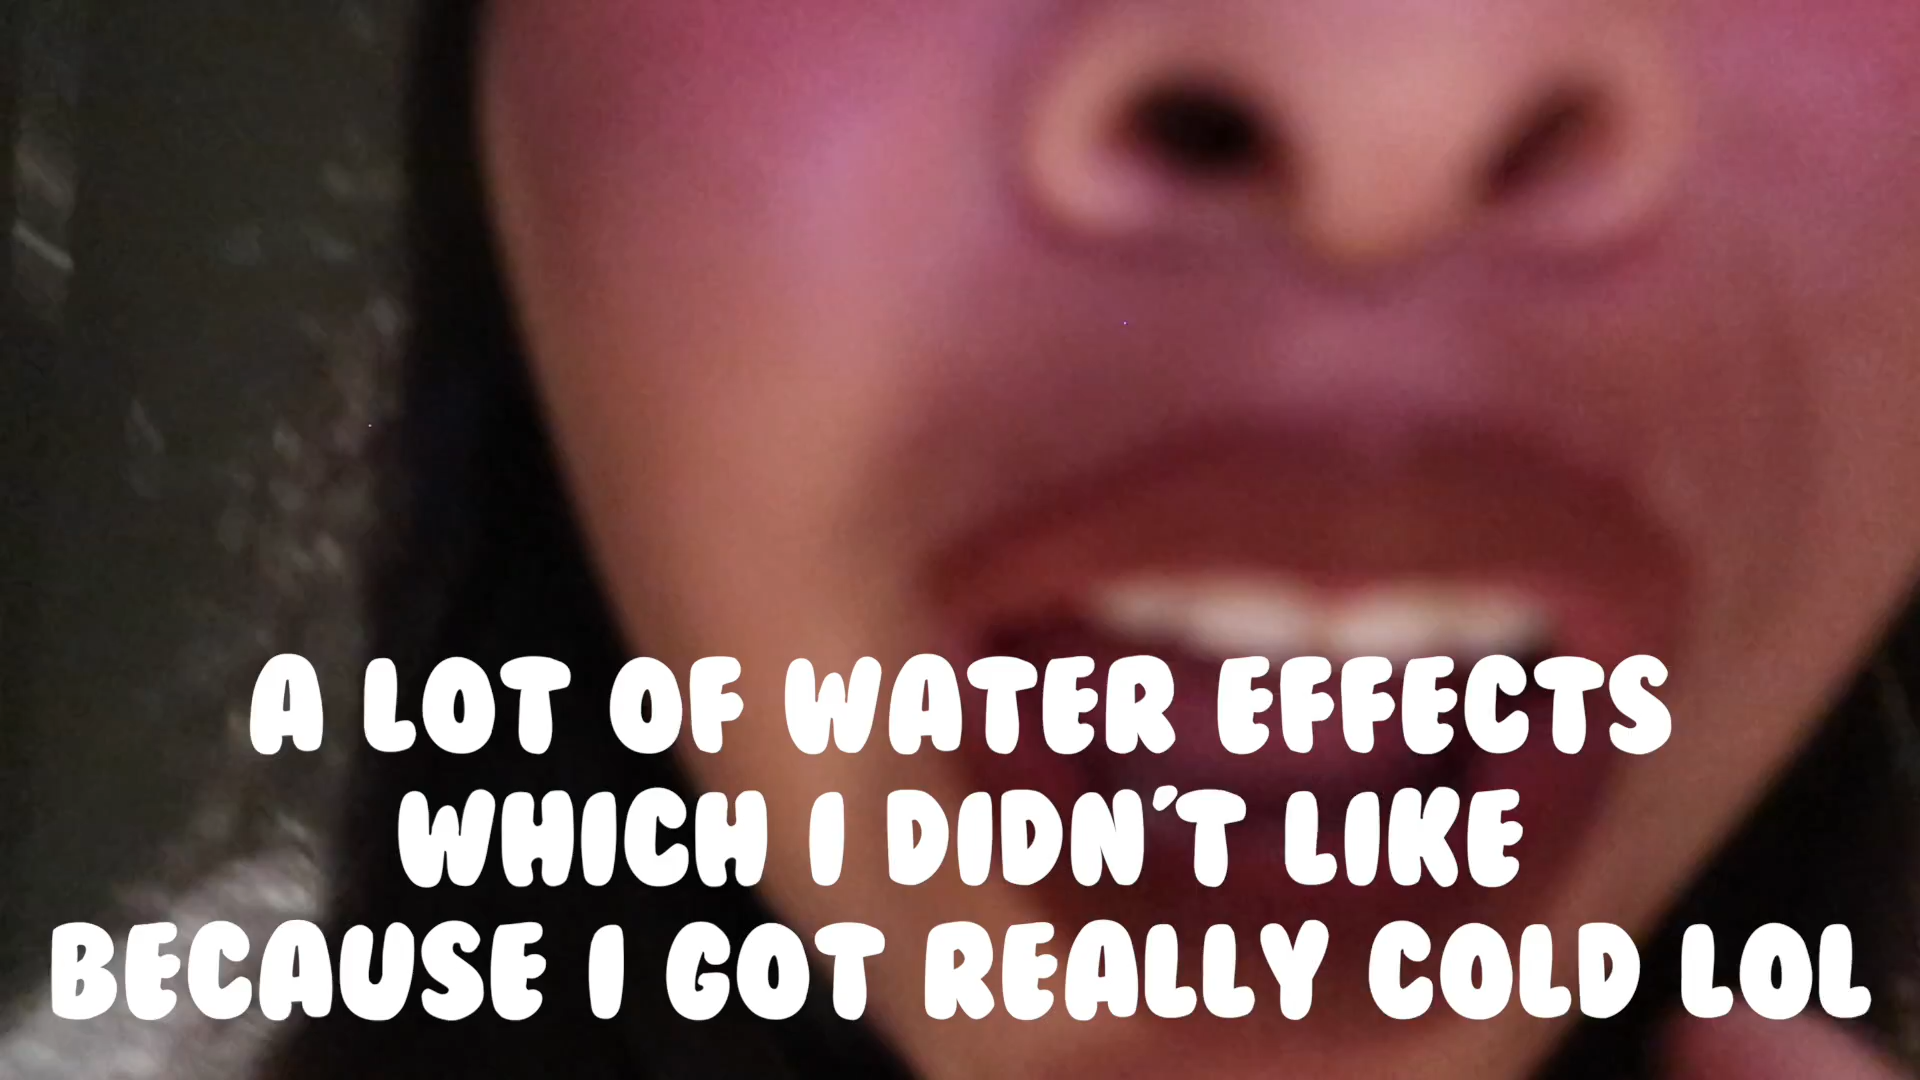 A LOT OF WATER EFFECTS
WHICH I DIDN'T LIKE
BECAUSE I GOT REALLY COLD LOL